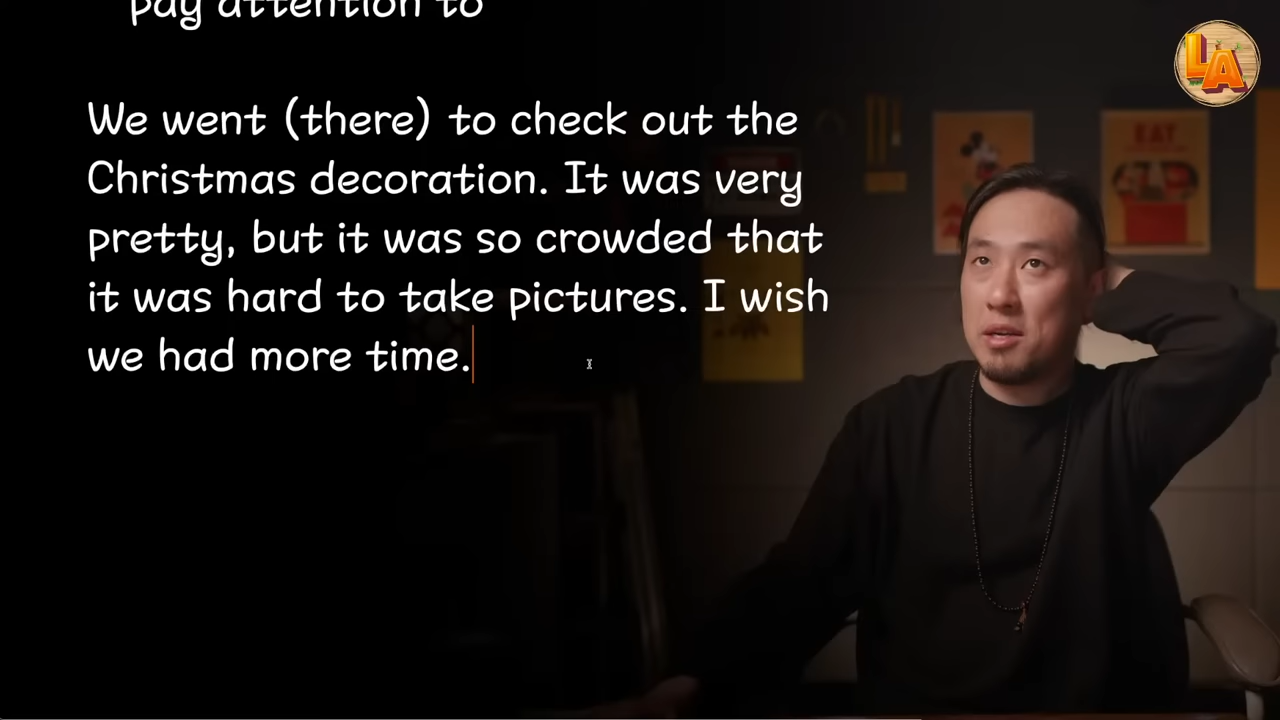 pay attention to
We went (there) to check out the
Christmas decoration. It was very
pretty, but it was so crowded that
it was hard to take pictures. I wish
we had more time.
LA
EAT